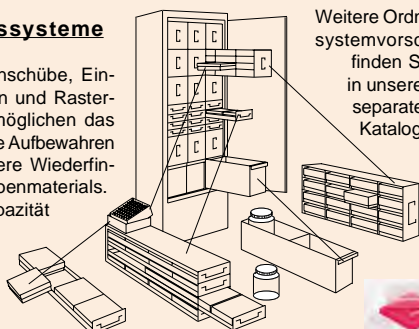 ssysteme
nschübe, Ein-
n und Raster-
möglichen das
e Aufbewahren
ere Wiederfin-
benmaterials.
pazität
Weitere Ordn
systemvorsc
finden S
in unsere
separate
Katalog